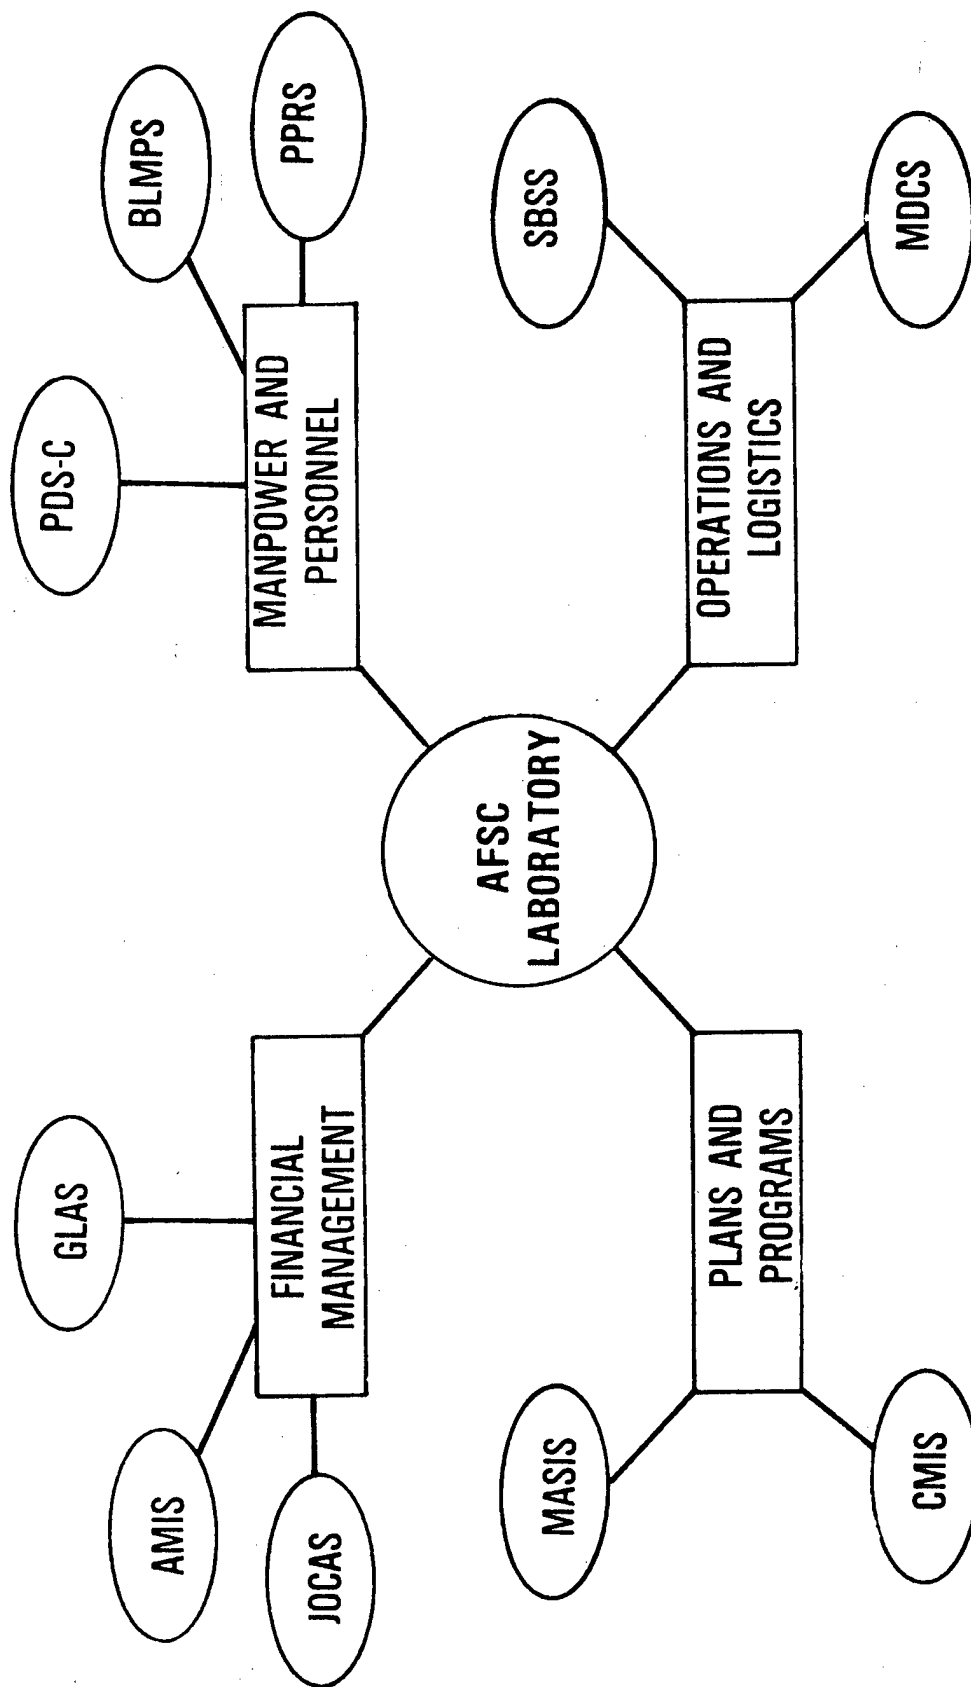 GLAS
PDS-C
AMIS
BLMPS
JOCAS
FINANCIAL
MANAGEMENT
MANPOWER AND
PERSONNEL
PPRS
AFSC
LABORATORY
MASIS
SBSS
PLANS AND
PROGRAMS
OPERATIONS AND
LOGISTICS
CMIS
MDCS